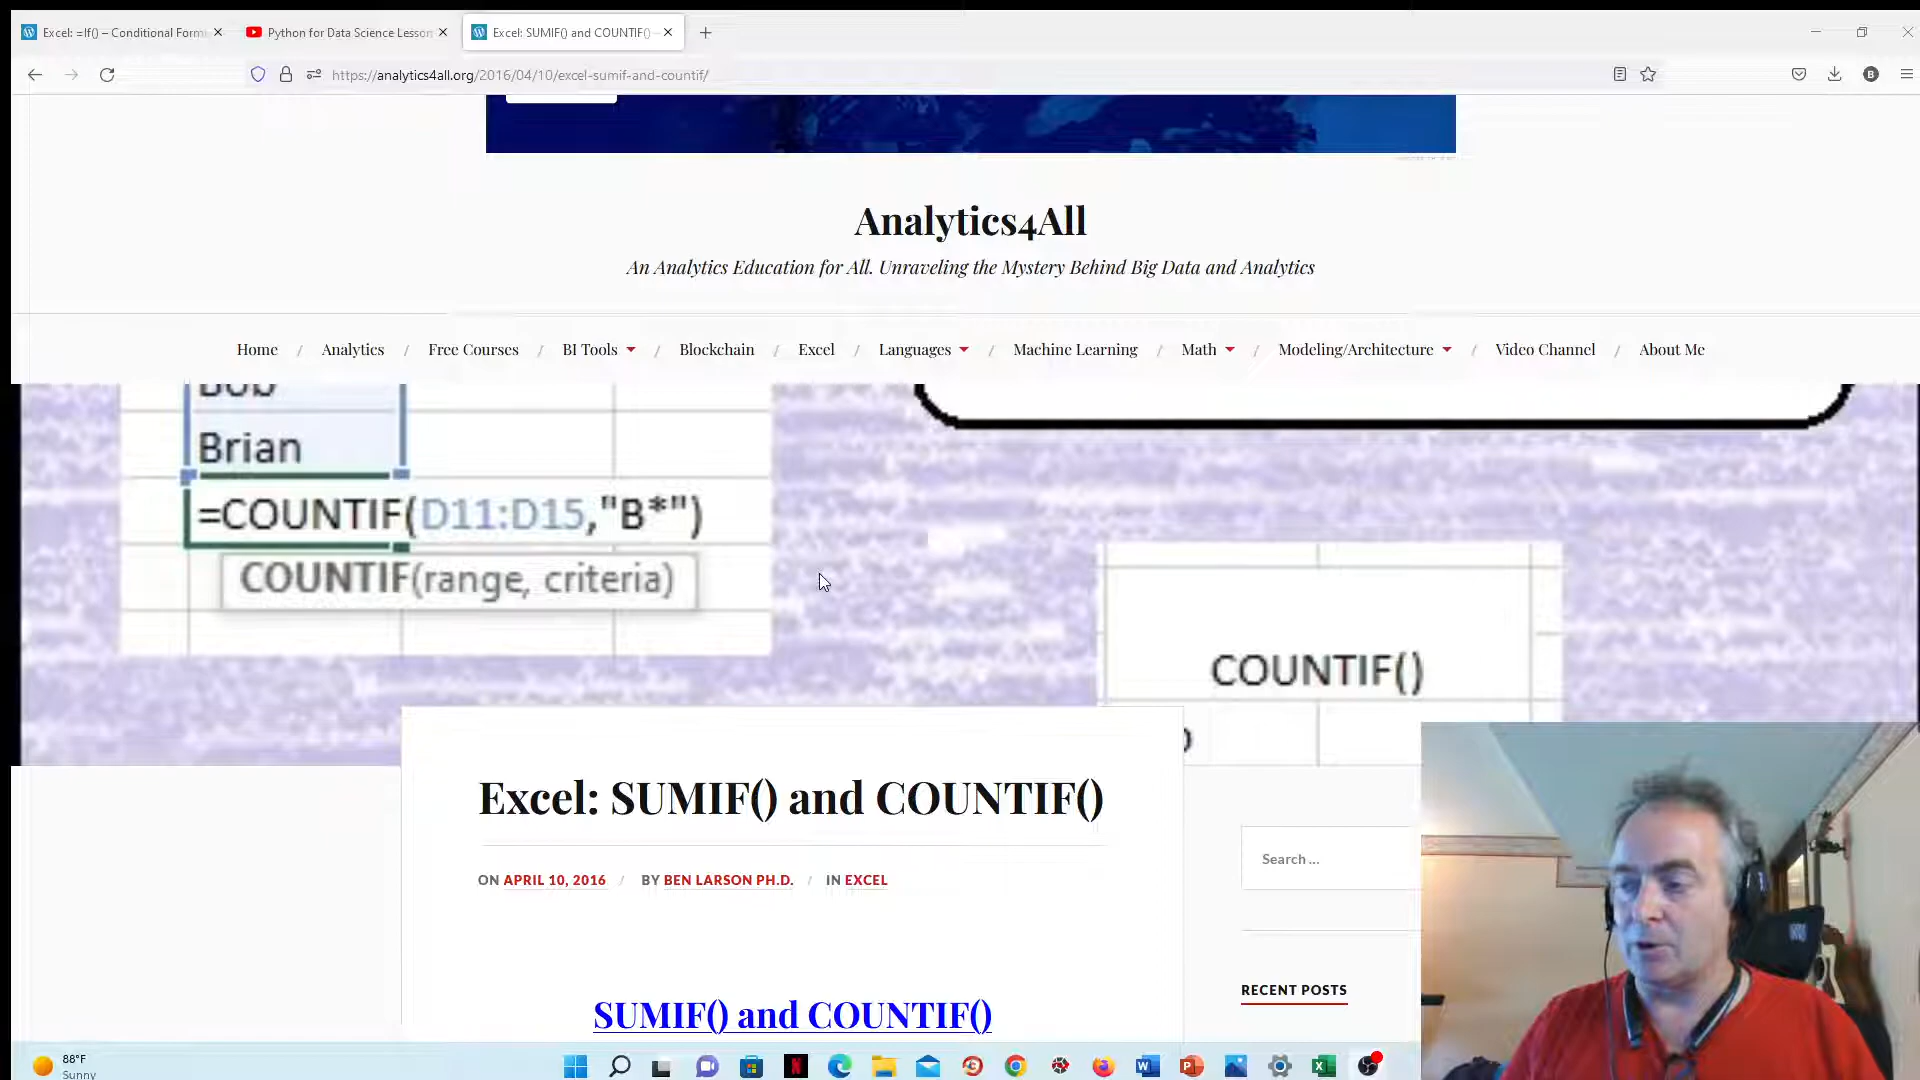 Excel: =If() – Conditional Formi
Python for Data Science Lesson
Excel: SUMIF() and COUNTIF() –
https://analytics4all.org/2016/04/10/excel-sumif-and-countif/
B
Analytics4All
An Analytics Education for All. Unraveling the Mystery Behind Big Data and Analytics
Home / Analytics / Free Courses / BI Tools / Blockchain / Excel / Languages / Machine Learning / Math / Modeling/Architecture / Video Channel / About Me
Bob
Brian
=COUNTIF(D11:D15,"B*")
COUNTIF(range, criteria)
COUNTIF()
Excel: SUMIF() and COUNTIF()
ON APRIL 10, 2016 / BY BEN LARSON PH.D. / IN EXCEL
Search ...
RECENT POSTS
SUMIF() and COUNTIF()
88°F
Sunny